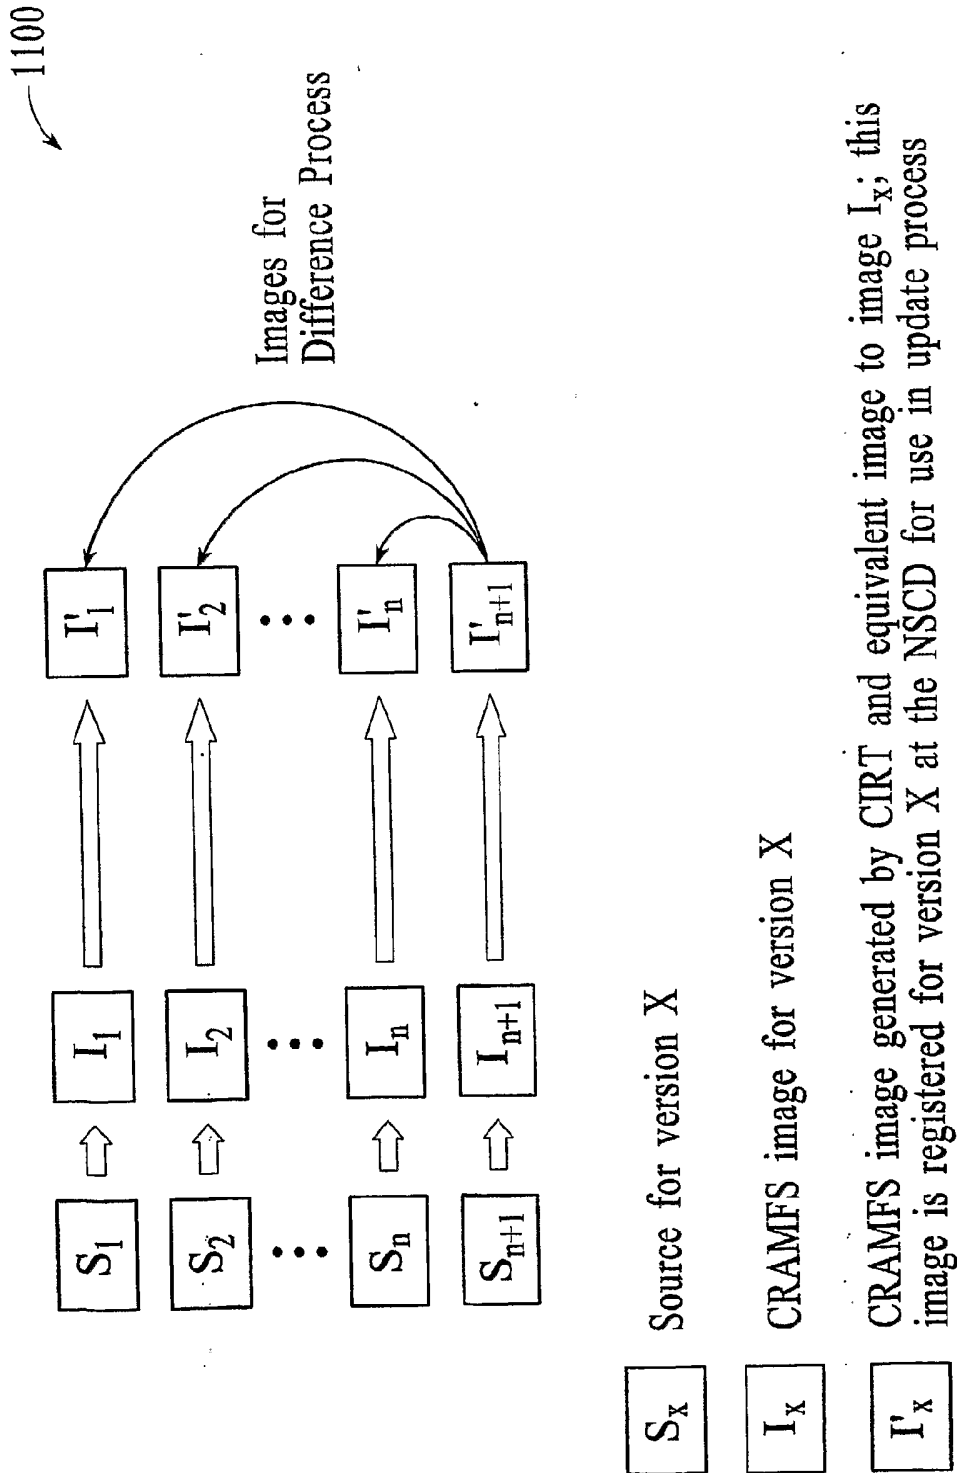 1100
S₁ I₁ I'₁
S₂ I₂ I'₂
Sₙ Iₙ I'ₙ
Sₙ₊₁ Iₙ₊₁ I'ₙ₊₁
Images for
Difference Process
Sₓ Source for version X
Iₓ CRAMFS image for version X
I'ₓ CRAMFS image generated by CIRT and equivalent image to image Iₓ; this
image is registered for version X at the NSCD for use in update process